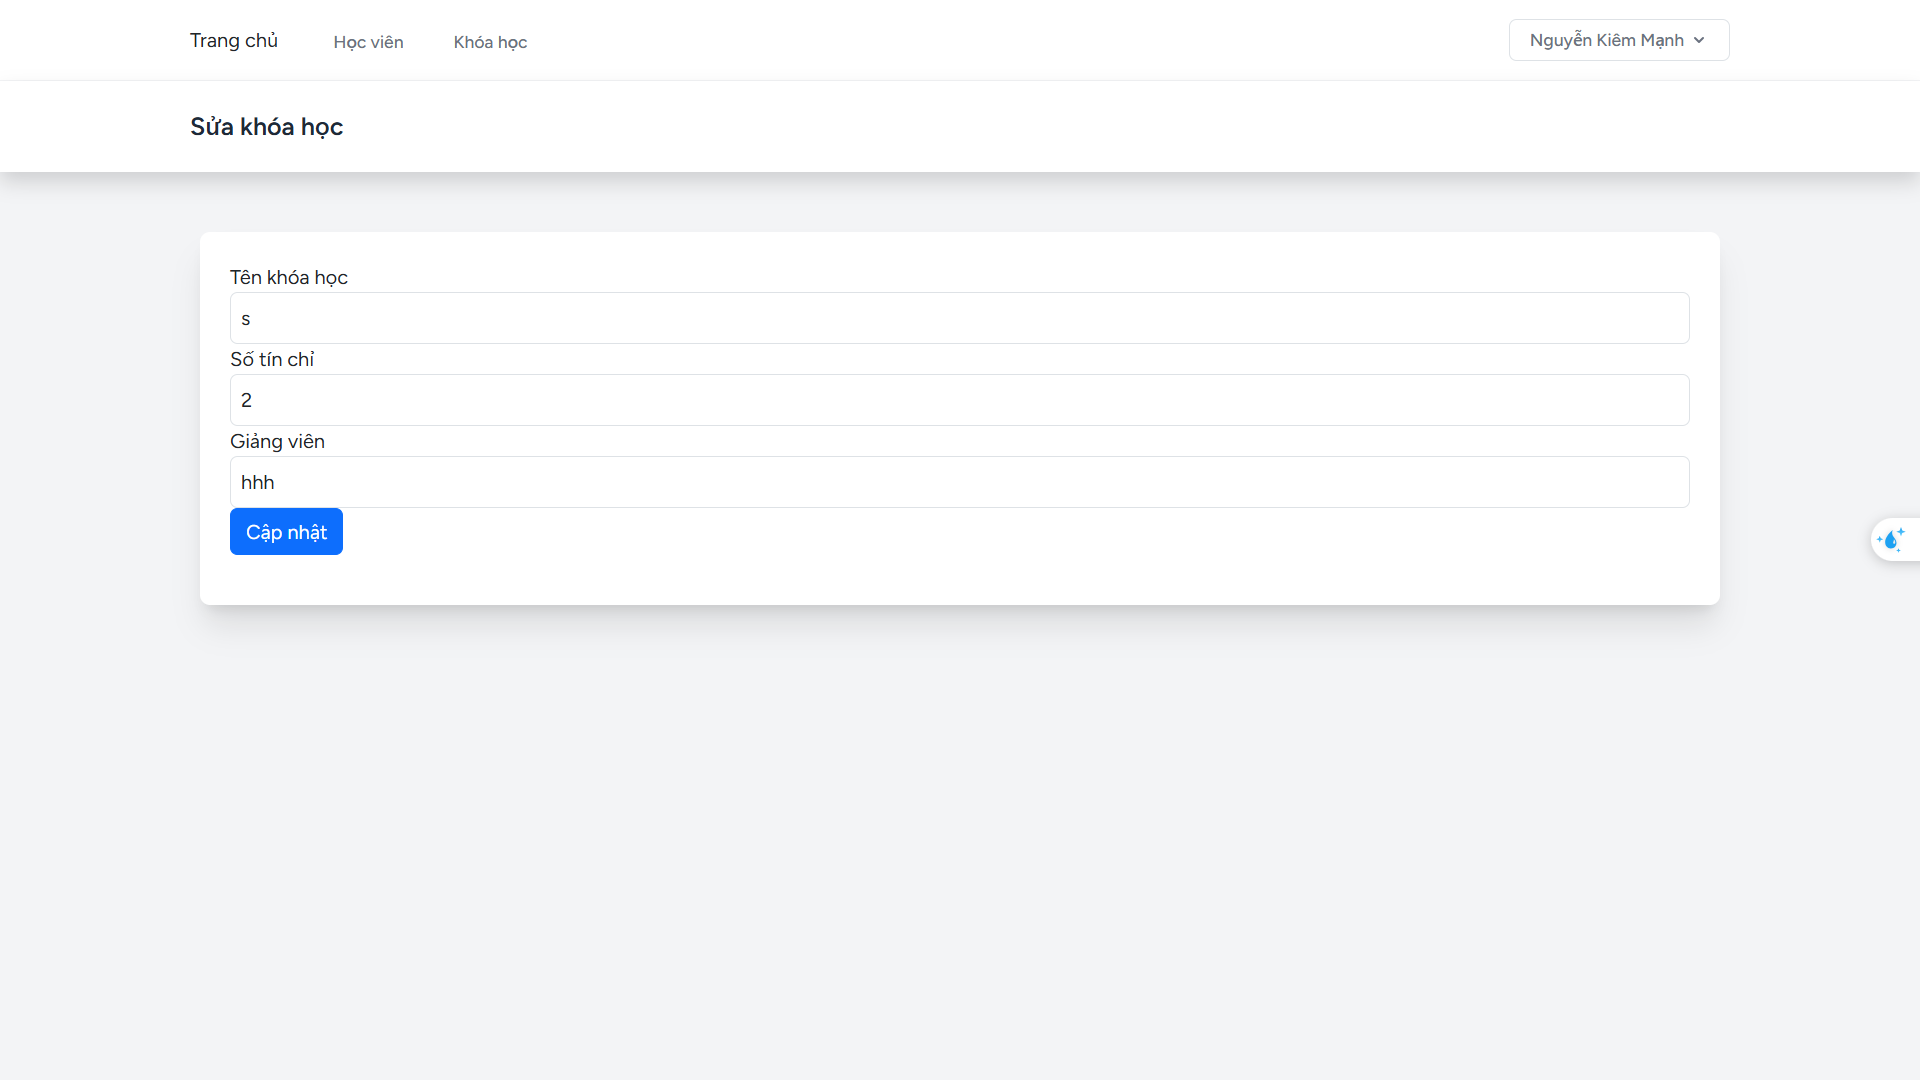 Trang chủ
Học viên
Khóa học
Nguyễn Kiêm Mạnh
Sửa khóa học
Tên khóa học
s
Số tín chỉ
2
Giảng viên
hhh
Cập nhật